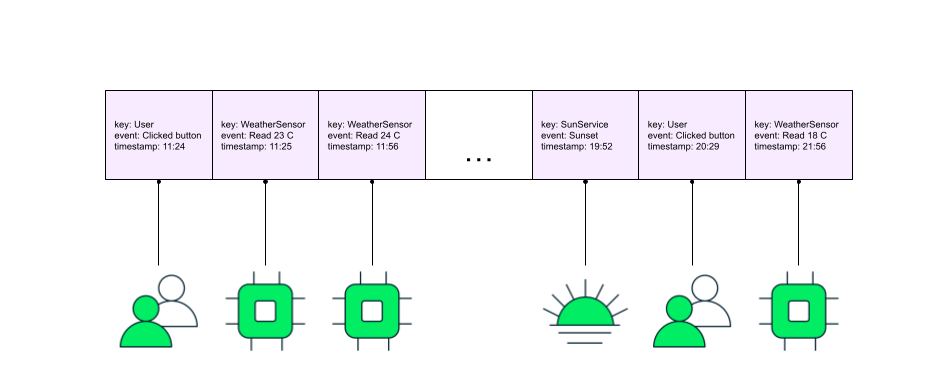 key: User
event: Clicked button
timestamp: 11:24
key: WeatherSensor
event: Read 23 C
timestamp: 11:25
key: WeatherSensor
event: Read 24 C
timestamp: 11:56
...
key: SunService
event: Sunset
timestamp: 19:52
key: User
event: Clicked button
timestamp: 20:29
key: WeatherSensor
event: Read 18 C
timestamp: 21:56